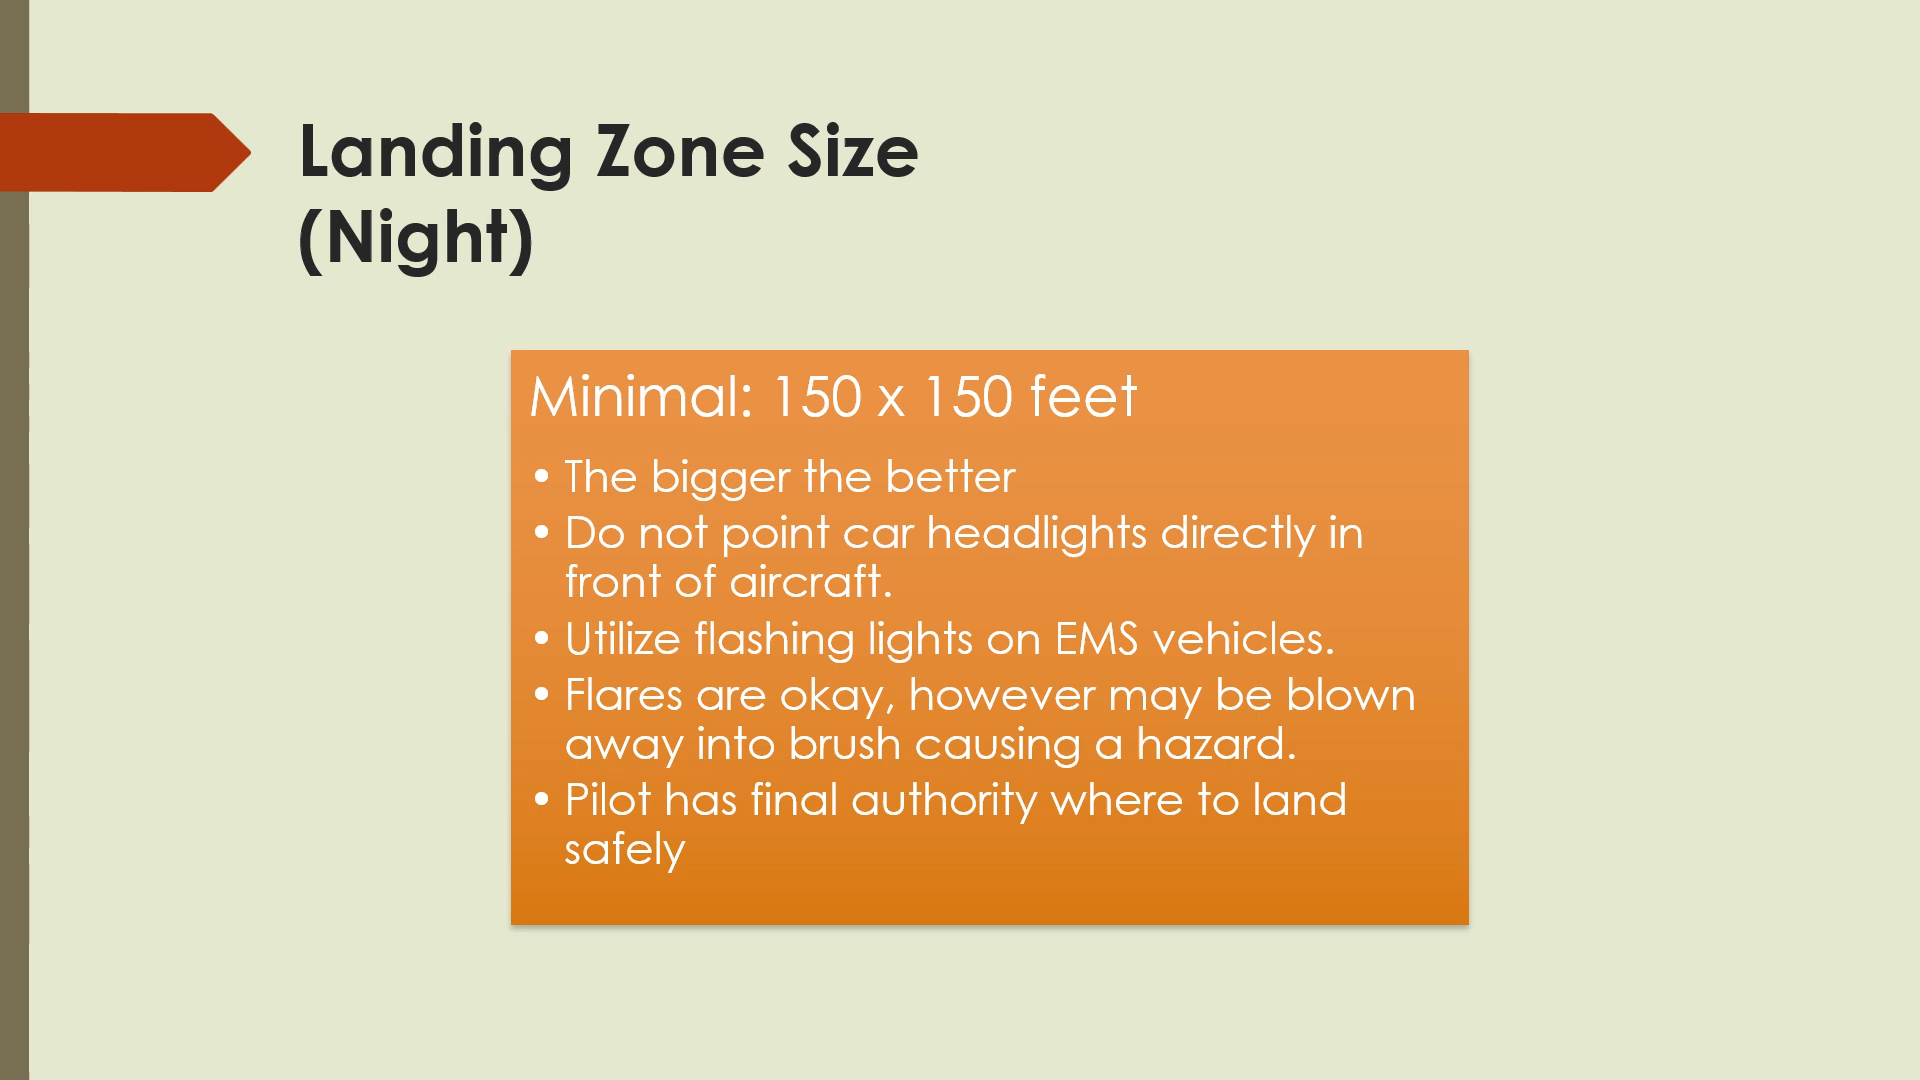 Landing Zone Size
(Night)
Minimal: 150 x 150 feet
• The bigger the better
• Do not point car headlights directly in
front of aircraft.
• Utilize flashing lights on EMS vehicles.
• Flares are okay, however may be blown
away into brush causing a hazard.
• Pilot has final authority where to land
safely